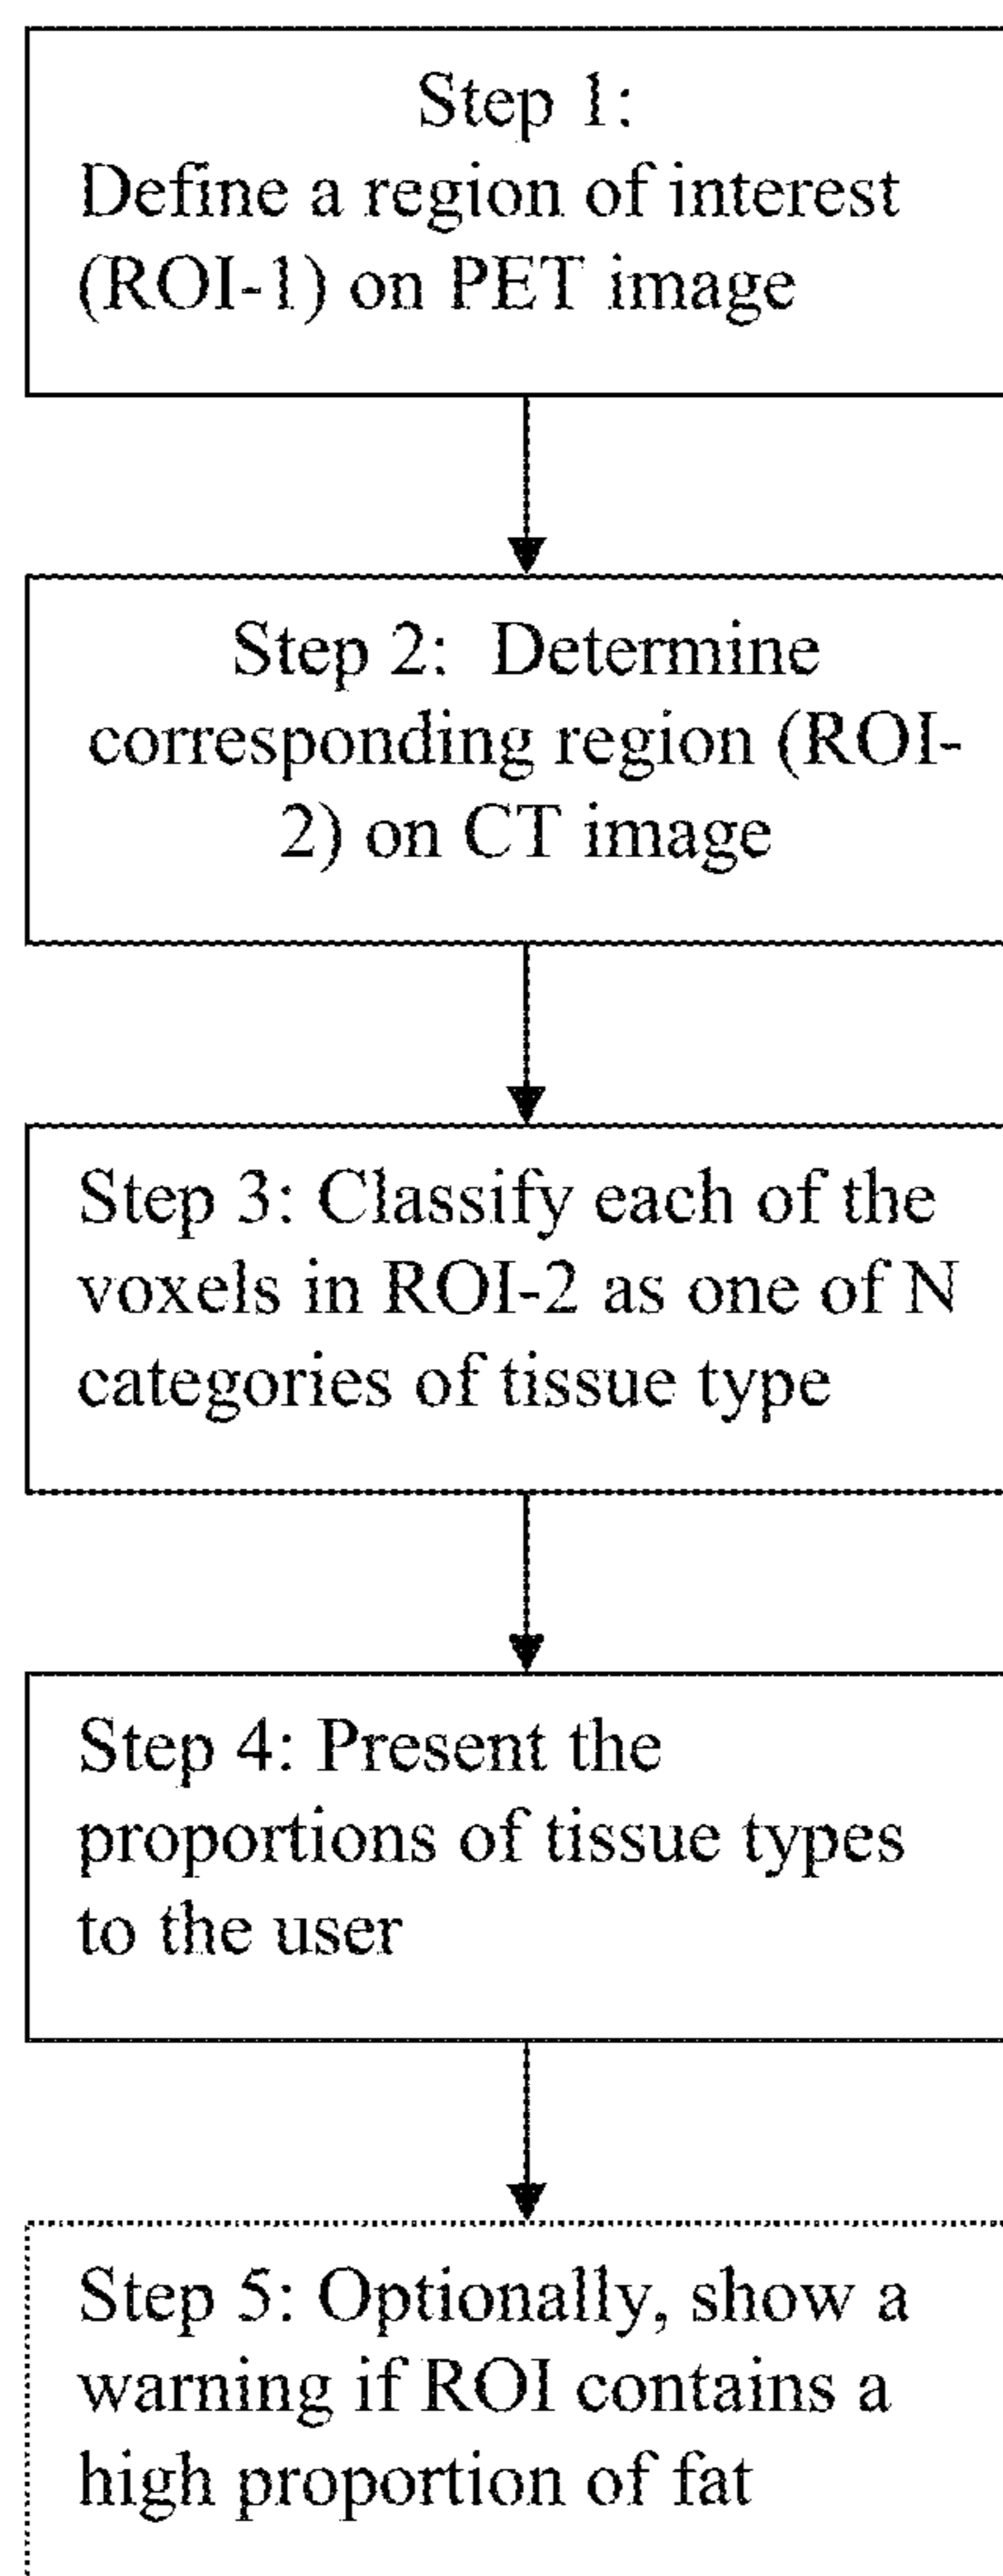 Step 1:
Define a region of interest
(ROI-1) on PET image
Step 2:  Determine
corresponding region (ROI-
2) on CT image
Step 3: Classify each of the
voxels in ROI-2 as one of N
categories of tissue type
Step 4: Present the
proportions of tissue types
to the user
Step 5: Optionally, show a
warning if ROI contains a
high proportion of fat